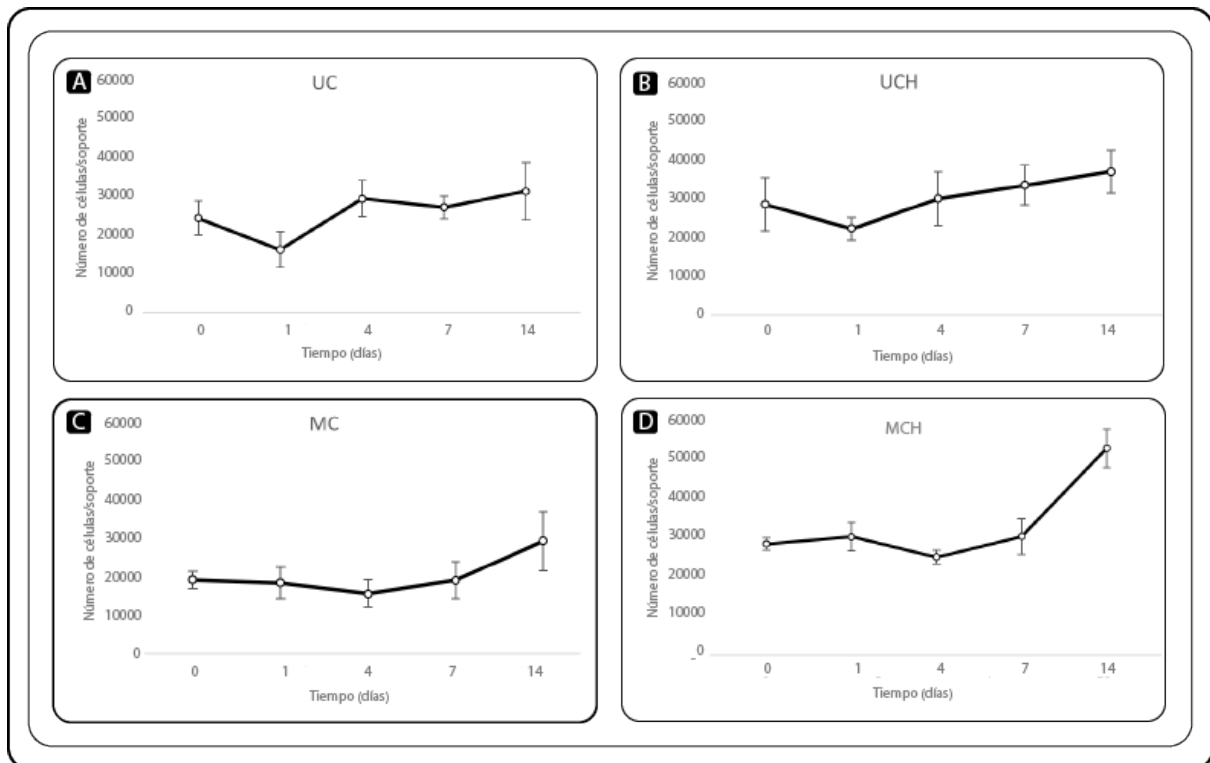 A
UC
Número de células/soporte
60000
50000
40000
30000
20000
10000
0
0 1 4 7 14
Tiempo (días)
B
UCH
Número de células/soporte
60000
50000
40000
30000
20000
10000
0
0 1 4 7 14
Tiempo (días)
C
MC
Número de células/soporte
60000
50000
40000
30000
20000
10000
0
0 1 4 7 14
Tiempo (días)
D
MCH
Número de células/soporte
60000
50000
40000
30000
20000
10000
0
0 1 4 7 14
Tiempo (días)